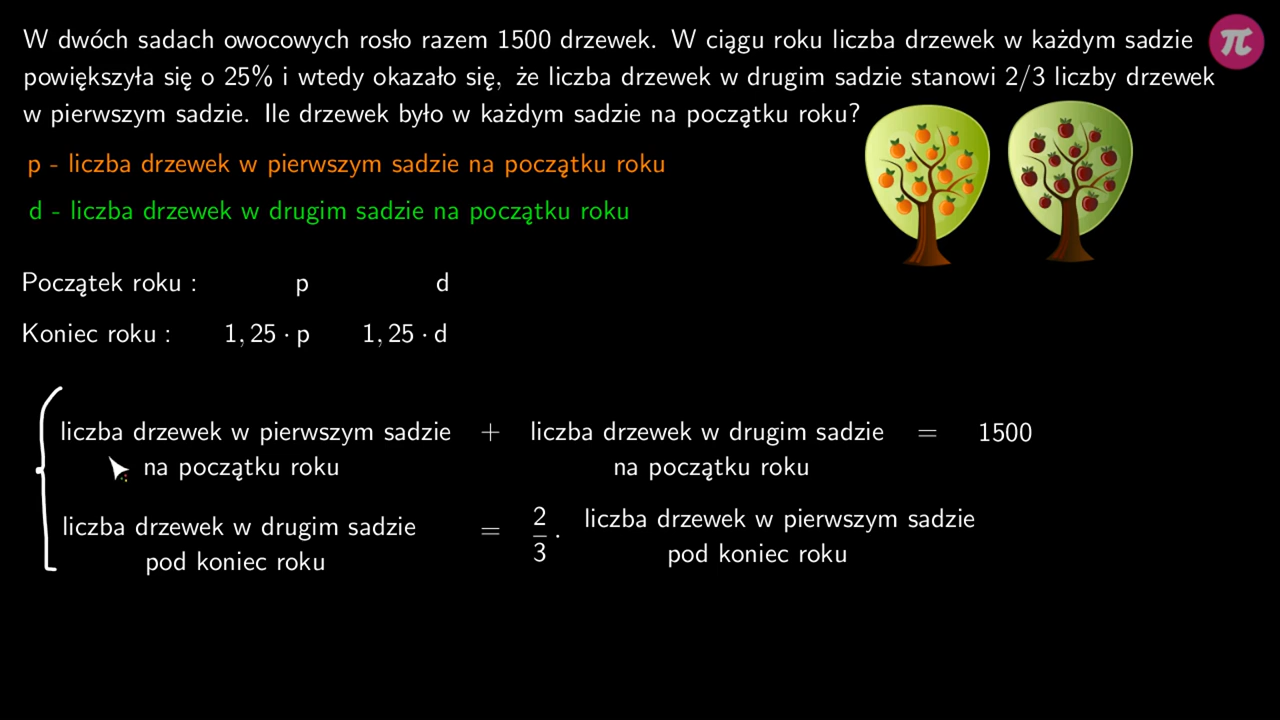 W dwóch sadach owocowych rosło razem 1500 drzewek. W ciągu roku liczba drzewek w każdym sadzie
powiększyła się o 25% i wtedy okazało się, że liczba drzewek w drugim sadzie stanowi 2/3 liczby drzewek
w pierwszym sadzie. Ile drzewek było w każdym sadzie na początku roku?
π
p - liczba drzewek w pierwszym sadzie na początku roku
d - liczba drzewek w drugim sadzie na początku roku
Początek roku : p d
Koniec roku : 1, 25 · p 1, 25 · d
liczba drzewek w pierwszym sadzie + liczba drzewek w drugim sadzie = 1500
na początku roku na początku roku
liczba drzewek w drugim sadzie = 2/3 · liczba drzewek w pierwszym sadzie
pod koniec roku pod koniec roku